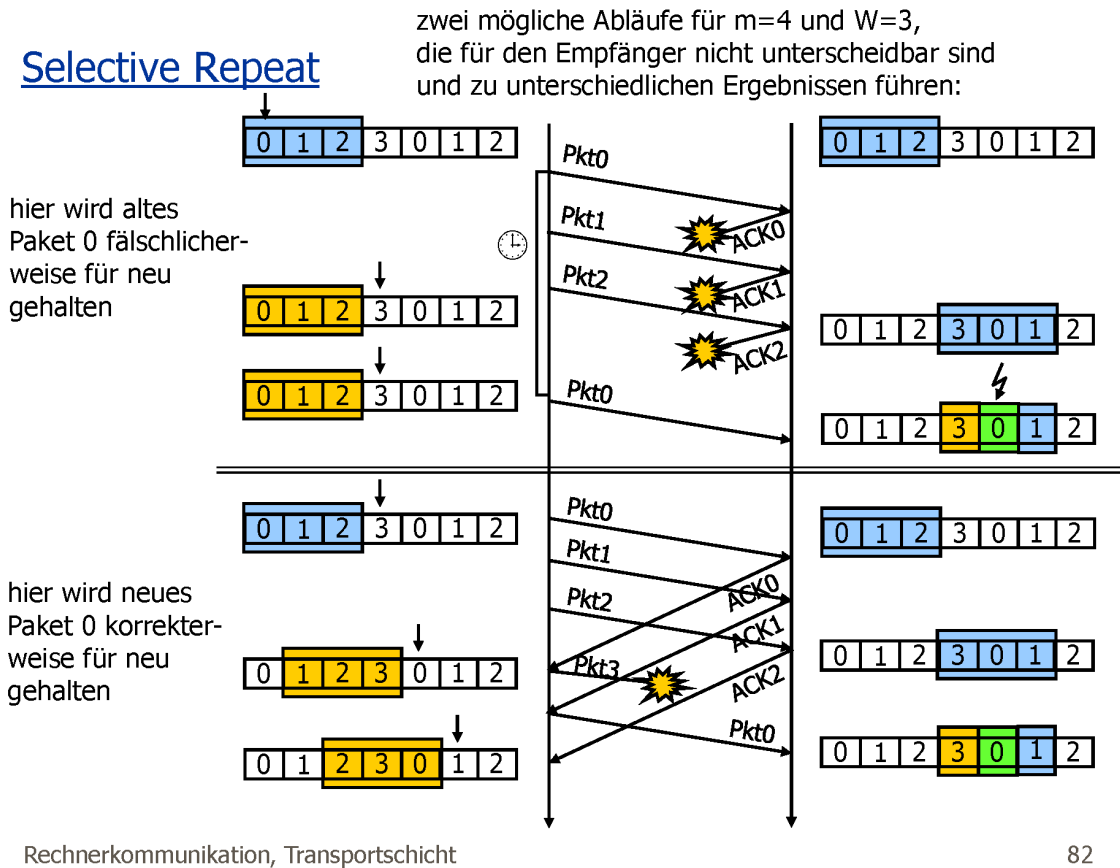 zwei mögliche Abläufe für m=4 und W=3,
die für den Empfänger nicht unterscheidbar sind
und zu unterschiedlichen Ergebnissen führen:
Selective Repeat
0 1 2 3 0 1 2
0 1 2 3 0 1 2
Pkt0
hier wird altes
Paket 0 fälschlicher-
weise für neu
gehalten
Pkt1
ACK0
Pkt2
ACK1
0 1 2 3 0 1 2
0 1 2 3 0 1 2
ACK2
0 1 2 3 0 1 2
Pkt0
0 1 2 3 0 1 2
0 1 2 3 0 1 2
Pkt0
0 1 2 3 0 1 2
Pkt1
hier wird neues
Paket 0 korrekter-
weise für neu
gehalten
Pkt2
ACK0
ACK1
0 1 2 3 0 1 2
Pkt3
ACK2
0 1 2 3 0 1 2
Pkt0
0 1 2 3 0 1 2
0 1 2 3 0 1 2
Rechnerkommunikation, Transportschicht
82